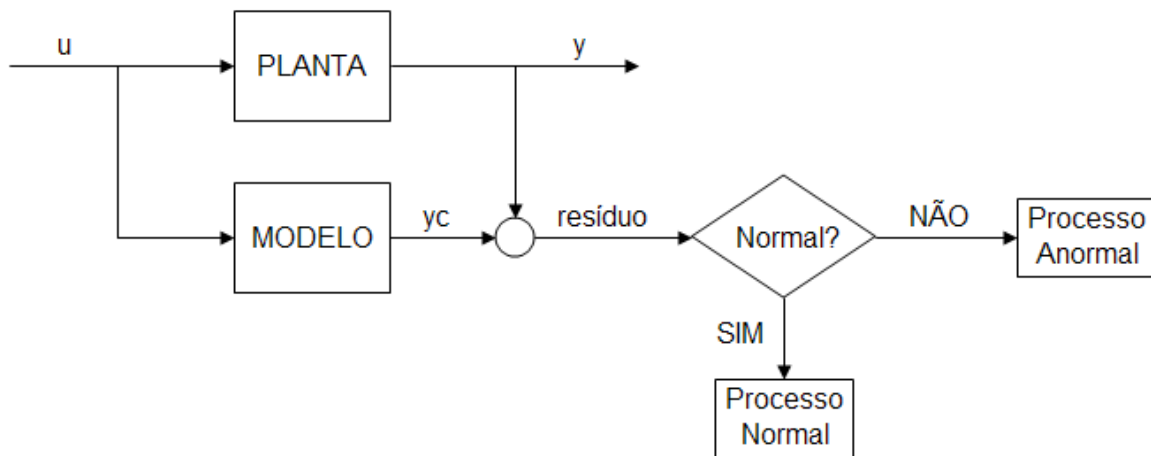 u
PLANTA
y
MODELO
yc
resíduo
Normal?
NÃO
Processo
Anormal
SIM
Processo
Normal